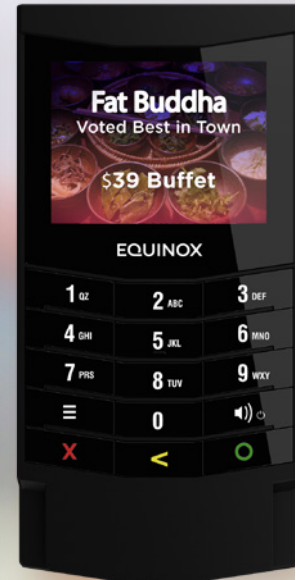 Fat Buddha
Voted Best in Town
$39 Buffet
EQUINOX
1 QZ 2 ABC 3 DEF
4 GHI 5 JKL 6 MNO
7 PRS 8 TUV 9 WXY
0
X < O